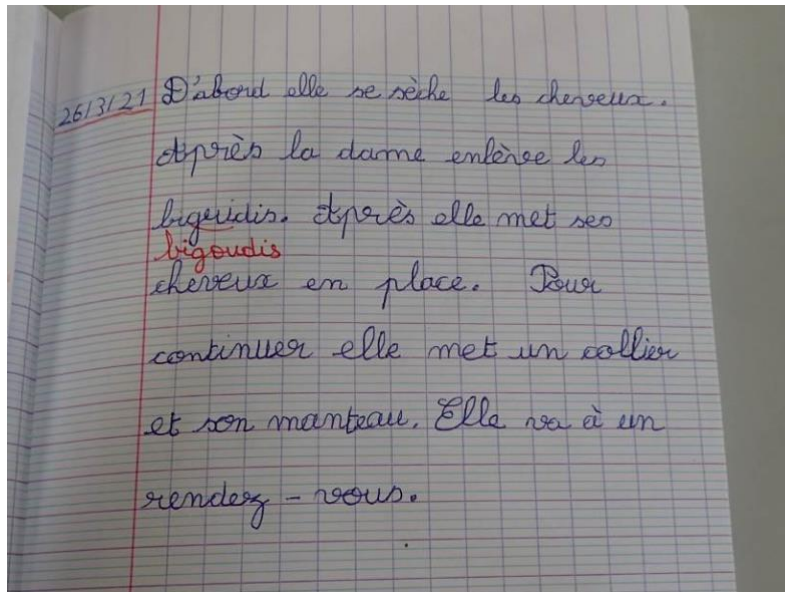 26/3/21 D'abord elle se sèche les cheveux.
Après la dame enlèvee les
biguidis. Après elle met ses
bigoudis
cheveux en place. Pour
continuer elle met un collier
et son manteau. Elle va à un
rendez-vous.